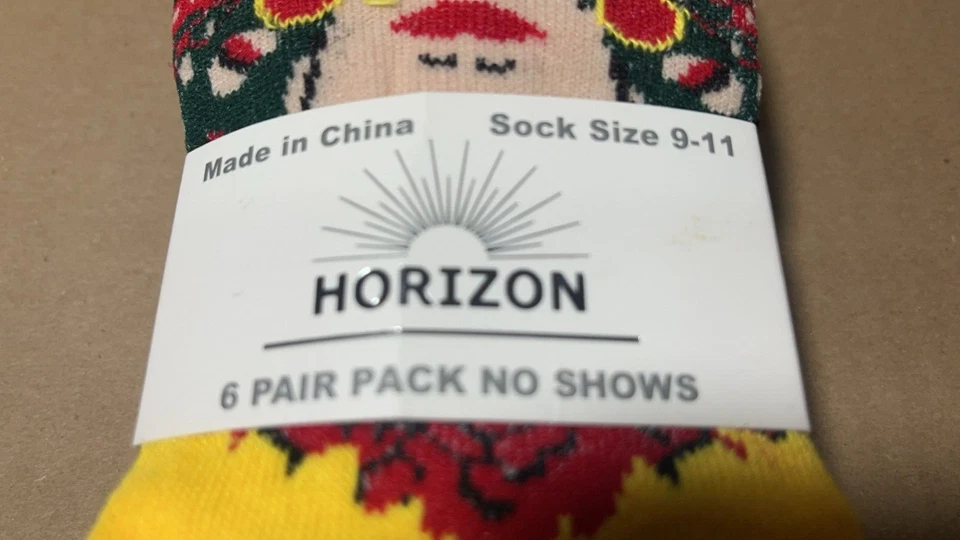 Made in China
Sock Size 9-11
HORIZON
6 PAIR PACK NO SHOWS